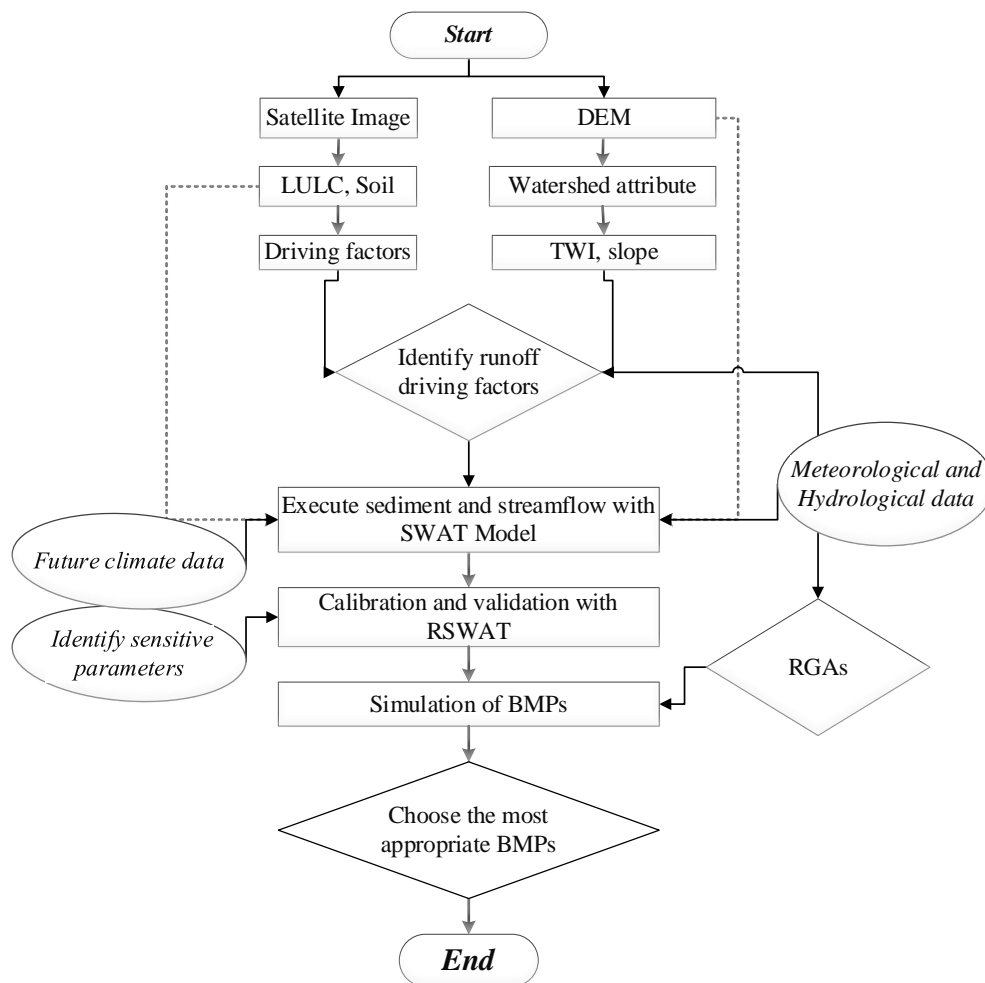 Start
Satellite Image
DEM
LULC, Soil
Watershed attribute
Driving factors
TWI, slope
Identify runoff
driving factors
Meteorological and
Hydrological data
Execute sediment and streamflow with
SWAT Model
Future climate data
Calibration and validation with
RSWAT
Identify sensitive
parameters
RGAs
Simulation of BMPs
Choose the most
appropriate BMPs
End